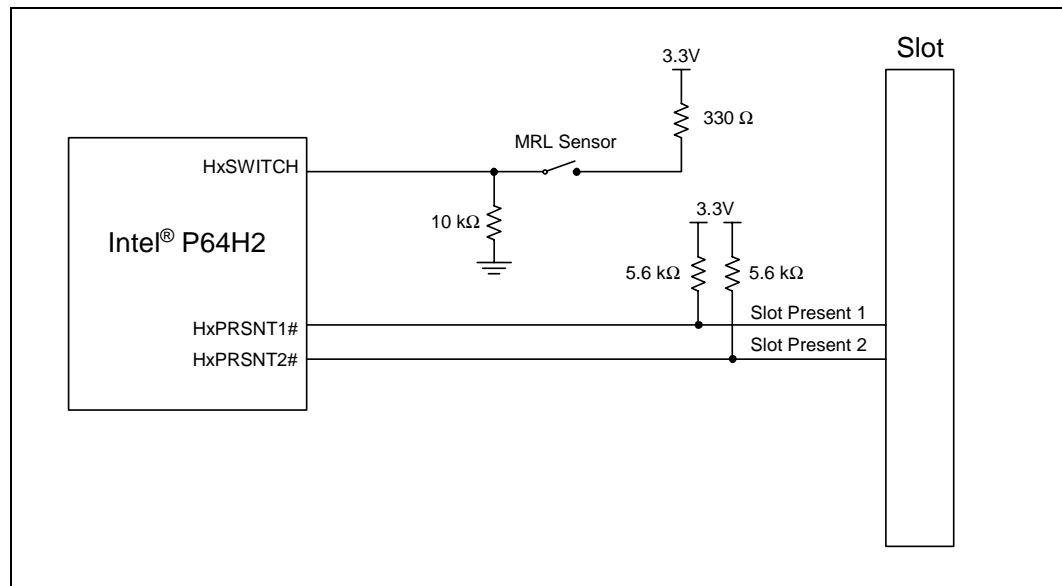 Slot
3.3V
330 Ω
MRL Sensor
HxSWITCH
10 kΩ
3.3V
Intel® P64H2
5.6 kΩ
5.6 kΩ
Slot Present 1
HxPRSNT1#
Slot Present 2
HxPRSNT2#